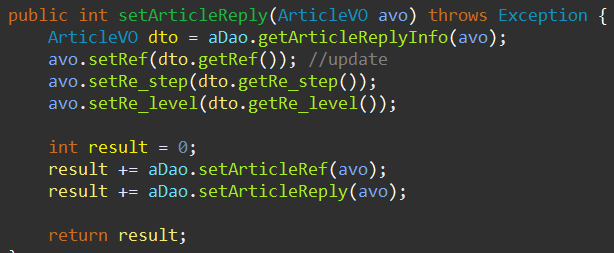 public int setArticleReply(ArticleVO avo) throws Exception {
    ArticleVO dto = aDao.getArticleReplyInfo(avo);
    avo.setRef(dto.getRef()); //update
    avo.setRe_step(dto.getRe_step());
    avo.setRe_level(dto.getRe_level());

    int result = 0;
    result += aDao.setArticleRef(avo);
    result += aDao.setArticleReply(avo);

    return result;